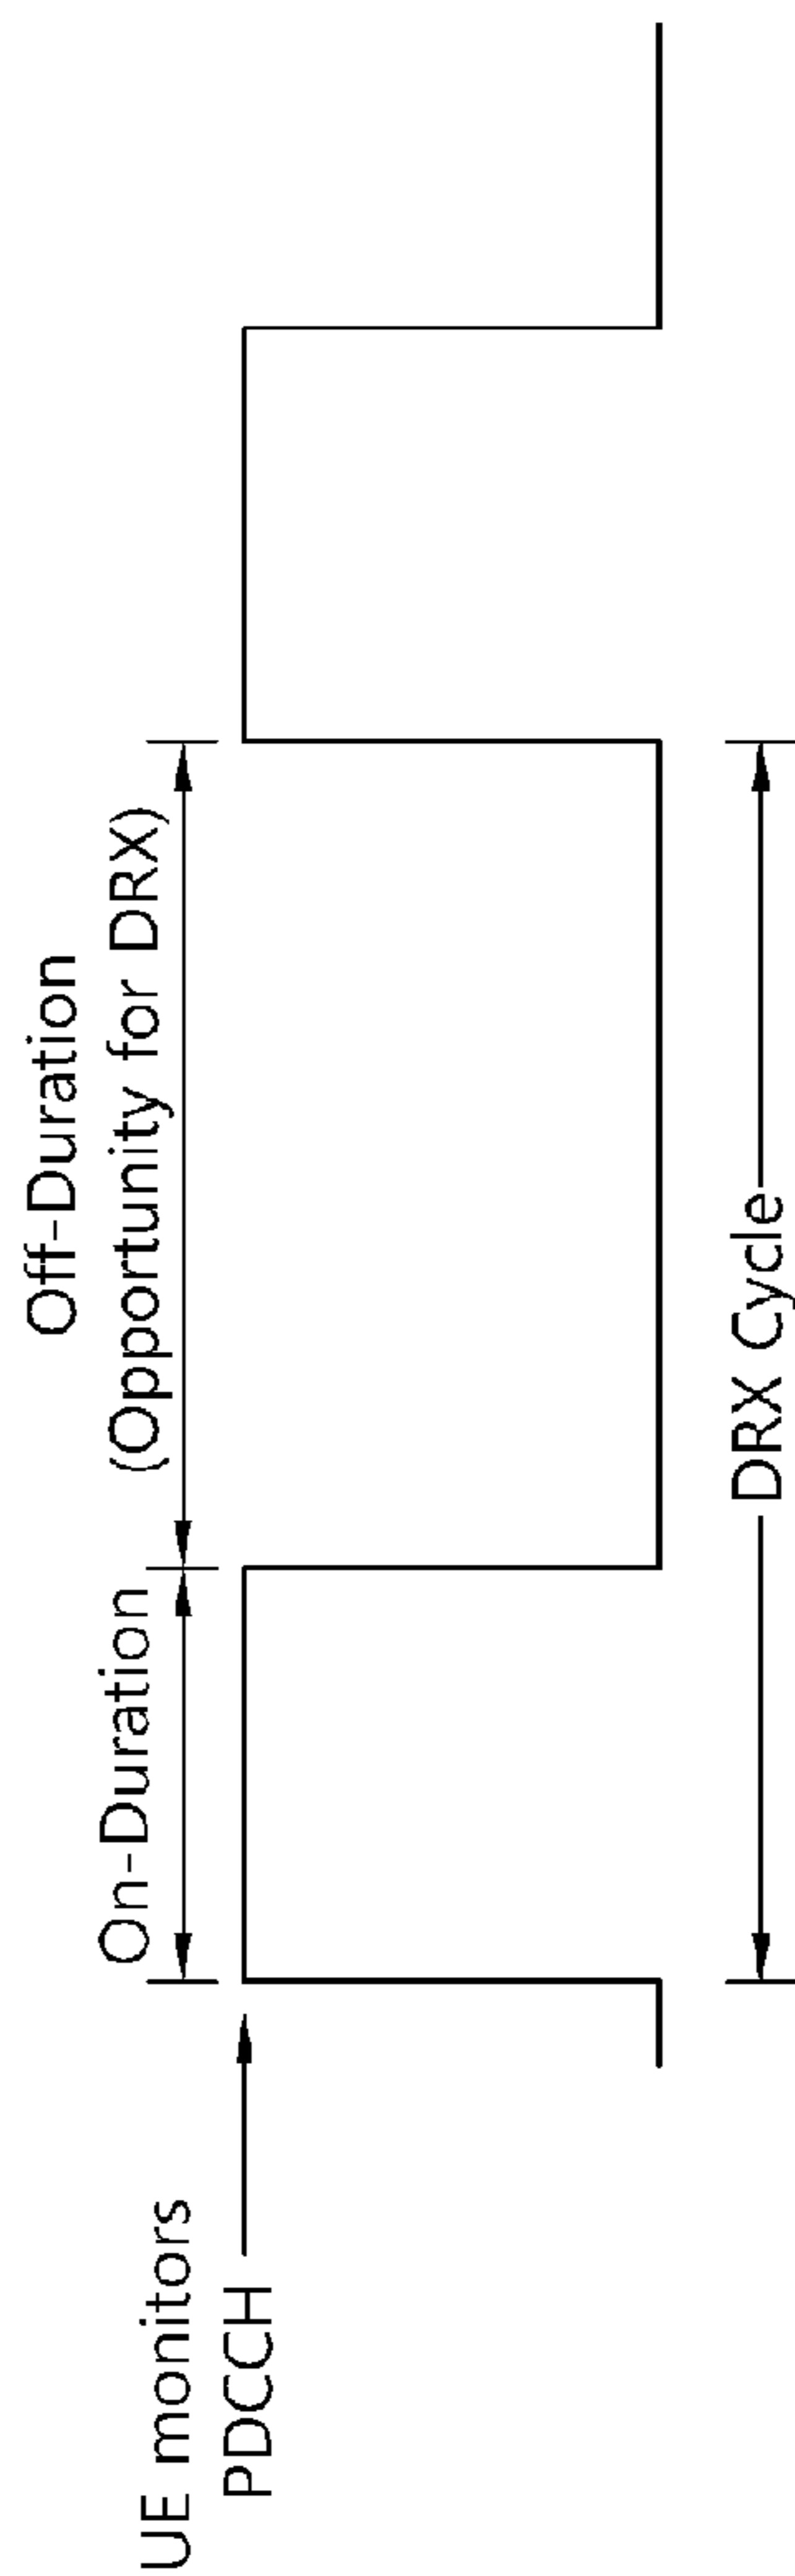 Off-Duration
(Opportunity for DRX)
On-Duration
UE monitors
PDCCH
DRX Cycle